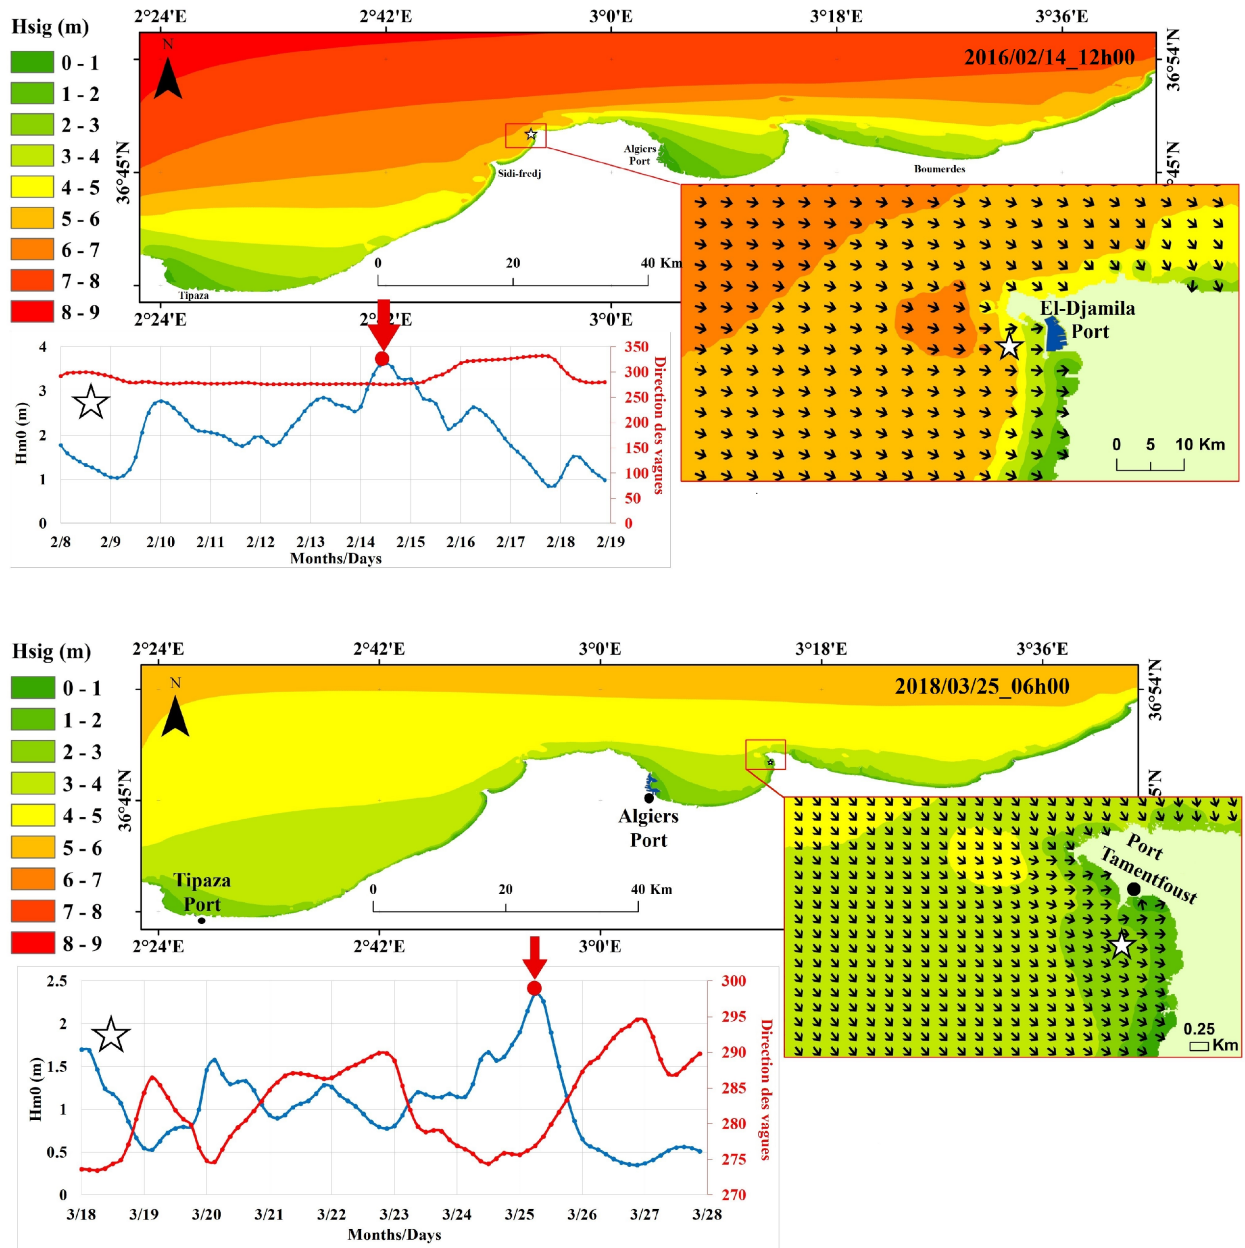 Hsig (m)
2°24'E 2°42'E 3°0'E 3°18'E 3°36'E
0 - 1
1 - 2
2 - 3
3 - 4
4 - 5
5 - 6
6 - 7
7 - 8
8 - 9
N
2016/02/14_12h00
36°54'N
36°45'N
45'N
Algiers
Port
Sidi-fredj
Boumerdes
Tipaza
0 20 40 Km
2°24'E 3°0'E
El-Djamila
Port
0 5 10 Km
4
3
2
1
0
Hm0 (m)
350
300
250
200
150
100
50
0
Direction des vagues
2/8 2/9 2/10 2/11 2/12 2/13 2/14 2/15 2/16 2/17 2/18 2/19
Months/Days
Hsig (m)
2°24'E 2°42'E 3°0'E 3°18'E 3°36'E
0 - 1
1 - 2
2 - 3
3 - 4
4 - 5
5 - 6
6 - 7
7 - 8
8 - 9
N
2018/03/25_06h00
36°54'N
36°45'N
5'N
Algiers
Port
Tipaza
Port
0 20 40 Km
2°24'E 2°42'E 3°0'E
Port
Tamentfoust
0.25
Km
2.5
2
1.5
1
0.5
0
Hm0 (m)
300
295
290
285
280
275
270
Direction des vagues
3/18 3/19 3/20 3/21 3/22 3/23 3/24 3/25 3/26 3/27 3/28
Months/Days